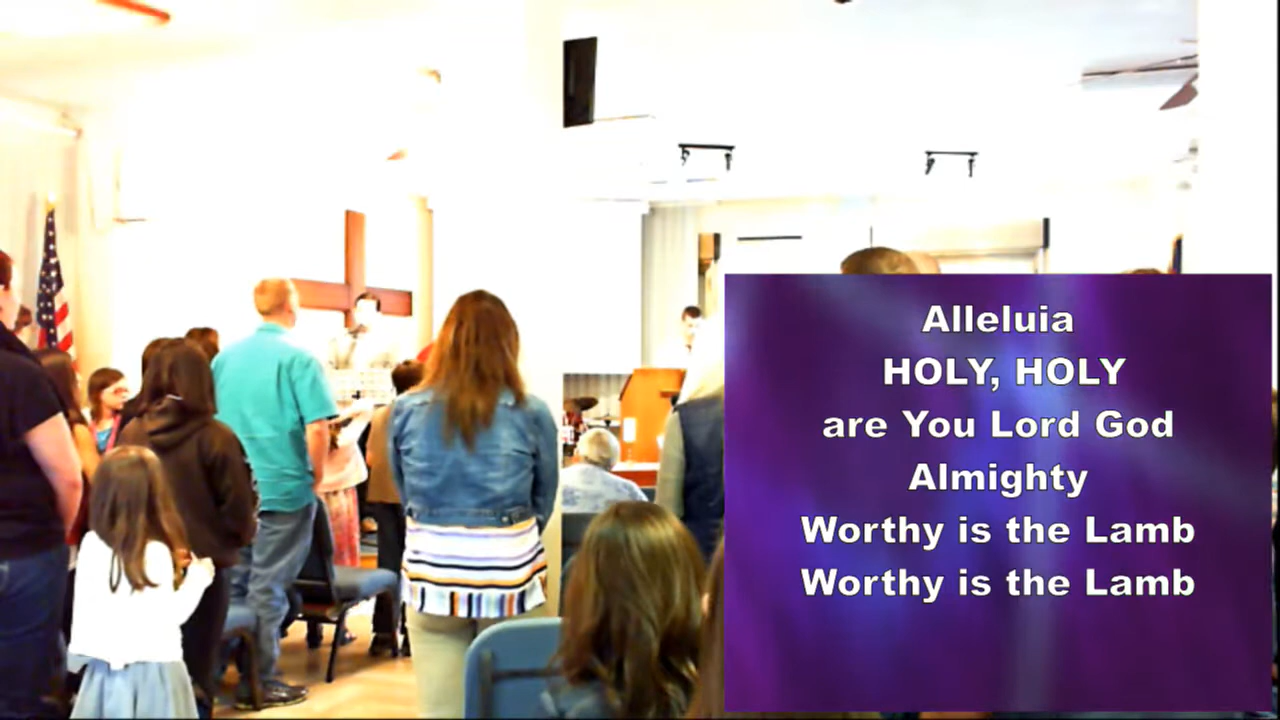 Alleluia
HOLY, HOLY
are You Lord God
Almighty
Worthy is the Lamb
Worthy is the Lamb